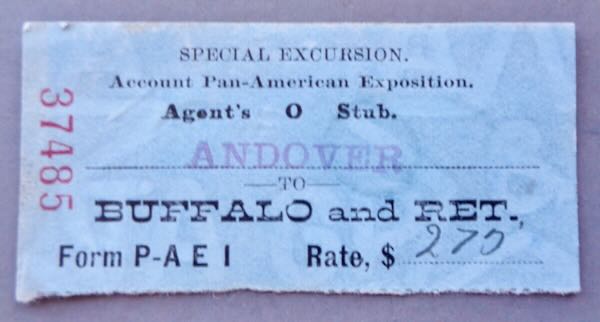 SPECIAL EXCURSION.
Account Pan-American Exposition.
Agent's O Stub.
ANDOVER
—TO—
BUFFALO and RET.
Form P-A E 1 Rate, $ 270
37485